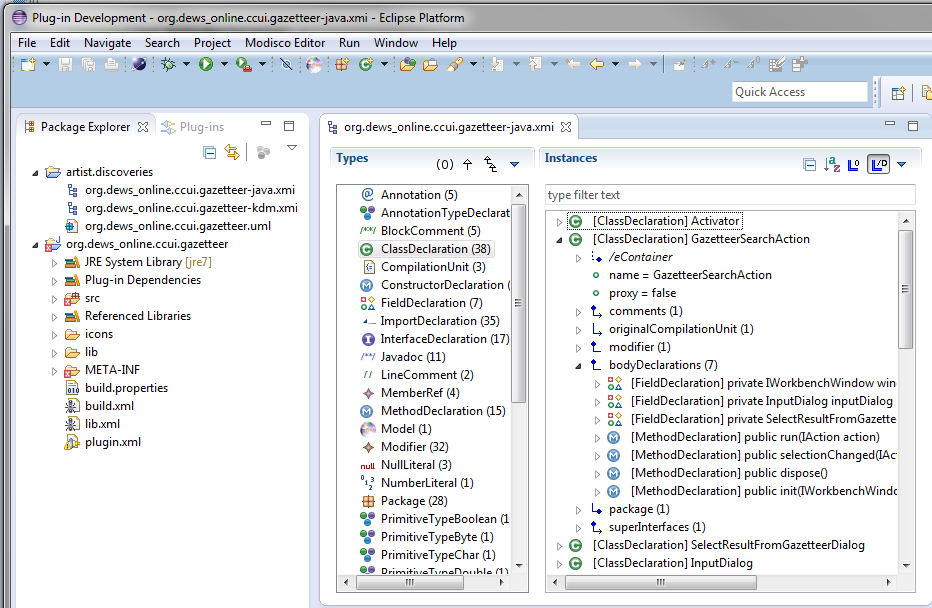 Plug-in Development - org.dews_online.ccui.gazetteer-java.xmi - Eclipse Platform
File Edit Navigate Search Project Modisco Editor Run Window Help
Quick Access
Package Explorer
Plug-ins
artist.discoveries
org.dews_online.ccui.gazetteer-java.xmi
org.dews_online.ccui.gazetteer-kdm.xmi
org.dews_online.ccui.gazetteer.uml
org.dews_online.ccui.gazetteer
JRE System Library [jre7]
Plug-in Dependencies
src
Referenced Libraries
icons
lib
META-INF
build.properties
build.xml
lib.xml
plugin.xml
org.dews_online.ccui.gazetteer-java.xmi
Types
(0)
Annotation (5)
AnnotationTypeDeclarat
BlockComment (5)
ClassDeclaration (38)
CompilationUnit (3)
ConstructorDeclaration (
FieldDeclaration (7)
ImportDeclaration (35)
InterfaceDeclaration (17)
Javadoc (11)
LineComment (2)
MemberRef (4)
MethodDeclaration (15)
Model (1)
Modifier (32)
NullLiteral (3)
NumberLiteral (1)
Package (28)
PrimitiveTypeBoolean (1
PrimitiveTypeByte (1)
PrimitiveTypeChar (1)
PrimitiveTypeDouble (1)
Instances
type filter text
[ClassDeclaration] Activator
[ClassDeclaration] GazetteerSearchAction
/eContainer
name = GazetteerSearchAction
proxy = false
comments (1)
originalCompilationUnit (1)
modifier (1)
bodyDeclarations (7)
[FieldDeclaration] private IWorkbenchWindow win
[FieldDeclaration] private InputDialog inputDialog
[FieldDeclaration] private SelectResultFromGazette
[MethodDeclaration] public run(IAction action)
[MethodDeclaration] public selectionChanged(IAct
[MethodDeclaration] public dispose()
[MethodDeclaration] public init(IWorkbenchWindo
package (1)
superInterfaces (1)
[ClassDeclaration] SelectResultFromGazetteerDialog
[ClassDeclaration] InputDialog